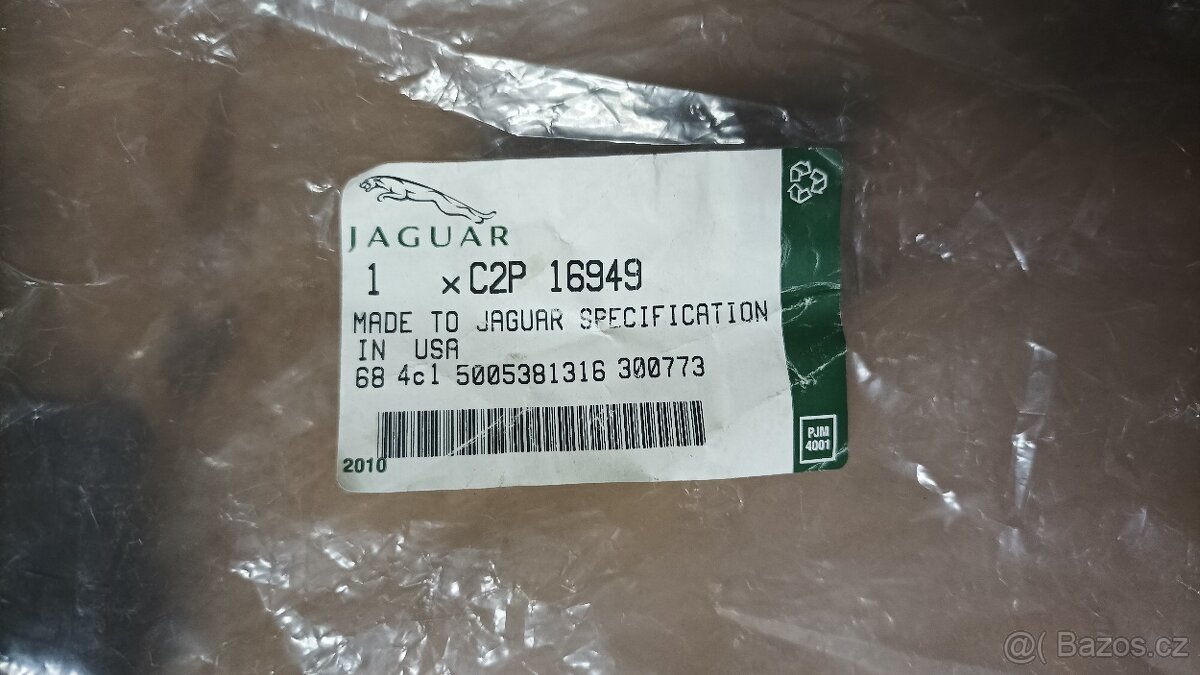 JAGUAR
1 x C2P 16949
MADE TO JAGUAR SPECIFICATION
IN USA
68 4c1 5005381316 300773
2010
PJM
4001
@( Bazos.cz